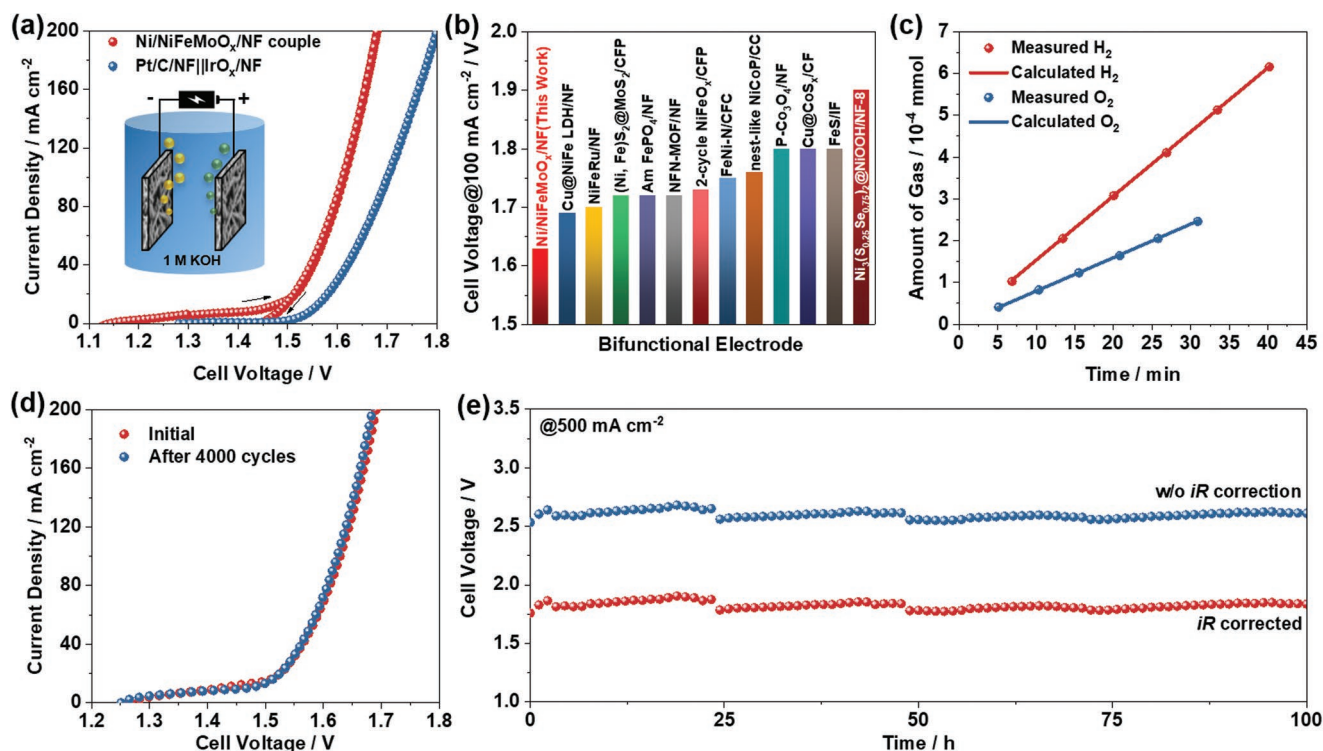 (a)
200
160
120
80
40
0
Current Density / mA cm⁻²
Ni/NiFeMoOₓ/NF couple
Pt/C/NF||IrOₓ/NF
- +
1 M KOH
1.1 1.2 1.3 1.4 1.5 1.6 1.7 1.8
Cell Voltage / V
(b)
2.0
1.9
1.8
1.7
1.6
1.5
Cell Voltage@100 mA cm⁻² / V
Ni/NiFeMoOₓ/NF(This Work)
Cu@NiFe LDH/NF
NiFeRu/NF
(Ni, Fe)S₂@MoS₂/CFP
Am FePO₄/NF
NFN-MOF/NF
2-cycle NiFeOₓ/CFP
FeNi-N/CFC
nest-like NiCoP/CC
P-Co₃O₄/NF
Cu@CoSₓ/CF
FeS/IF
Ni₃(S₀.₂₅Se₀.₇₅)₂@NiOOH/NF-8
Bifunctional Electrode
(c)
7
6
5
4
3
2
1
0
Amount of Gas / 10⁻⁴ mmol
Measured H₂
Calculated H₂
Measured O₂
Calculated O₂
0 5 10 15 20 25 30 35 40 45
Time / min
(d)
200
160
120
80
40
0
Current Density / mA cm⁻²
Initial
After 4000 cycles
1.2 1.3 1.4 1.5 1.6 1.7 1.8
Cell Voltage / V
(e)
3.5
3.0
2.5
2.0
1.5
1.0
Cell Voltage / V
@500 mA cm⁻²
w/o iR correction
iR corrected
0 25 50 75 100
Time / h